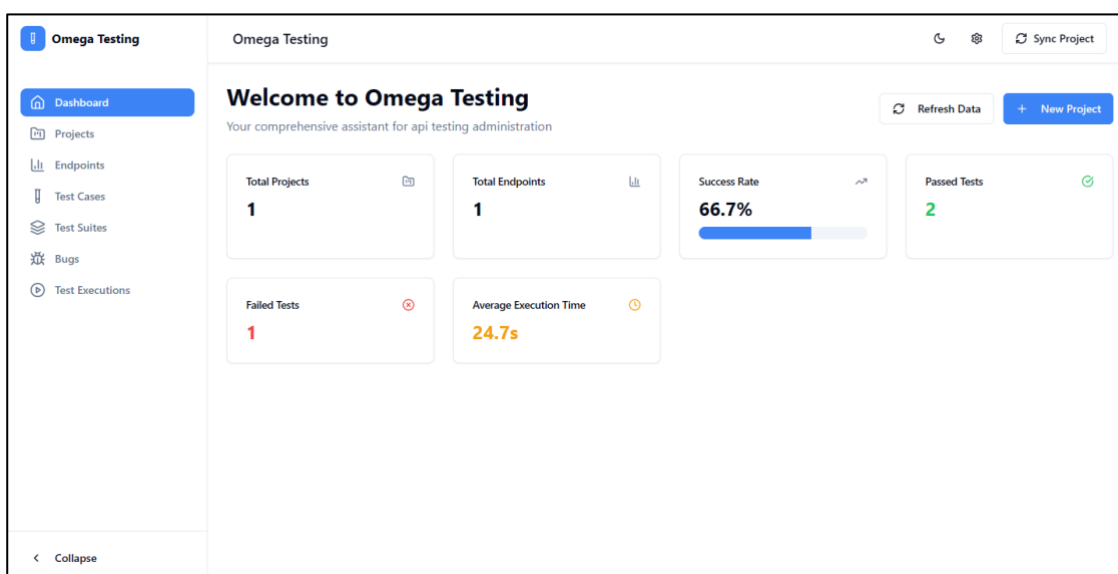 Omega Testing
Omega Testing
Sync Project
Dashboard
Projects
Endpoints
Test Cases
Test Suites
Bugs
Test Executions
Collapse
Welcome to Omega Testing
Your comprehensive assistant for api testing administration
Refresh Data
+ New Project
Total Projects
1
Total Endpoints
1
Success Rate
66.7%
Passed Tests
2
Failed Tests
1
Average Execution Time
24.7s